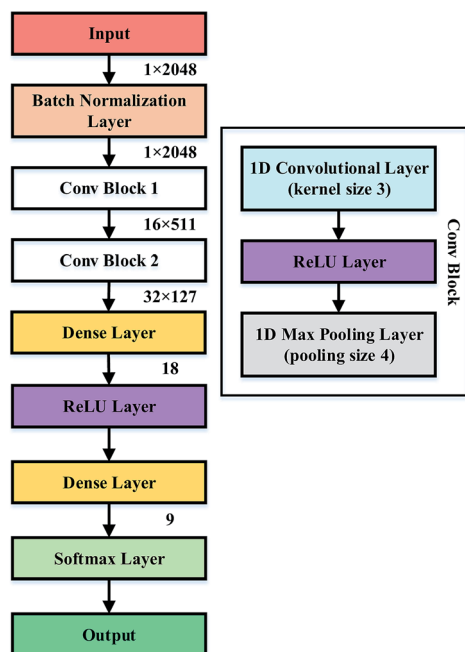 Input
1×2048
Batch Normalization
Layer
1×2048
Conv Block 1
16×511
Conv Block 2
32×127
Dense Layer
18
ReLU Layer
Dense Layer
9
Softmax Layer
Output
1D Convolutional Layer
(kernel size 3)
ReLU Layer
1D Max Pooling Layer
(pooling size 4)
Conv Block